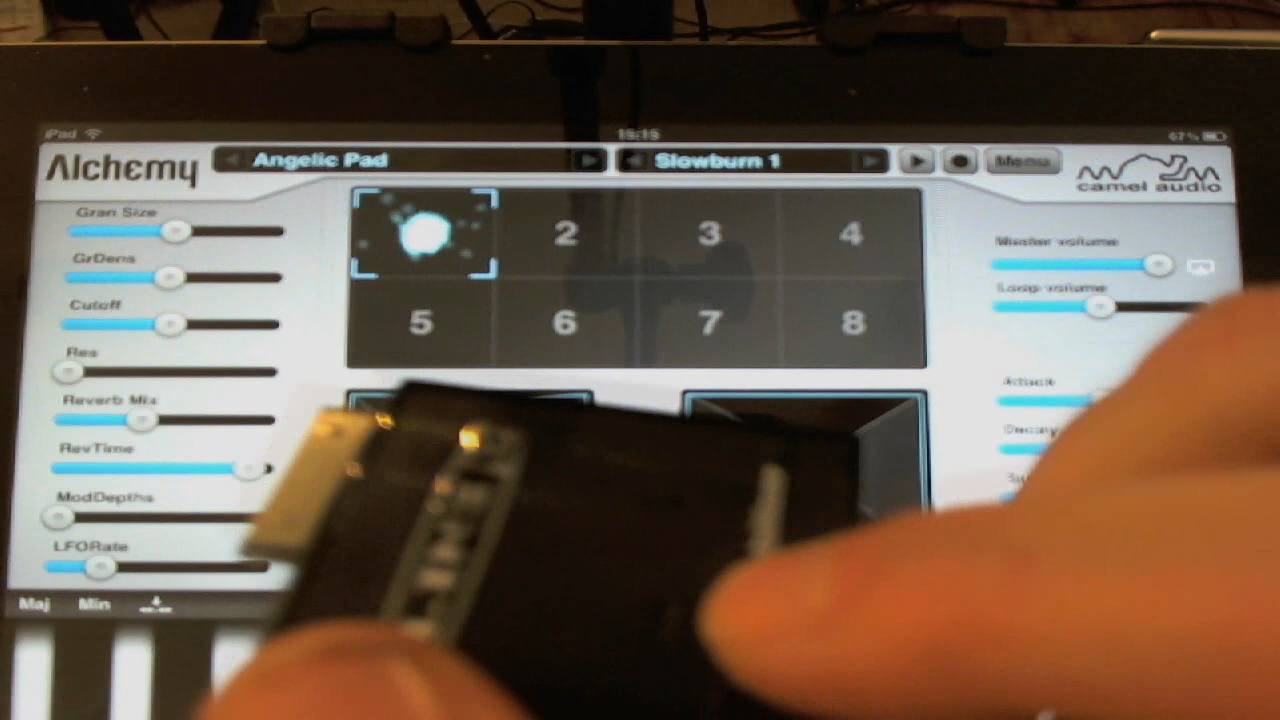 iPad 15:15 67%
Alchemy Angelic Pad Slowburn 1 Menu camel audio
Gran Size
GrDens
Cutoff
Res
Reverb Mix
RevTime
ModDepths
LFORate
2 3 4
5 6 7 8
Master volume
Loop volume
Attack
Decay
Maj Min